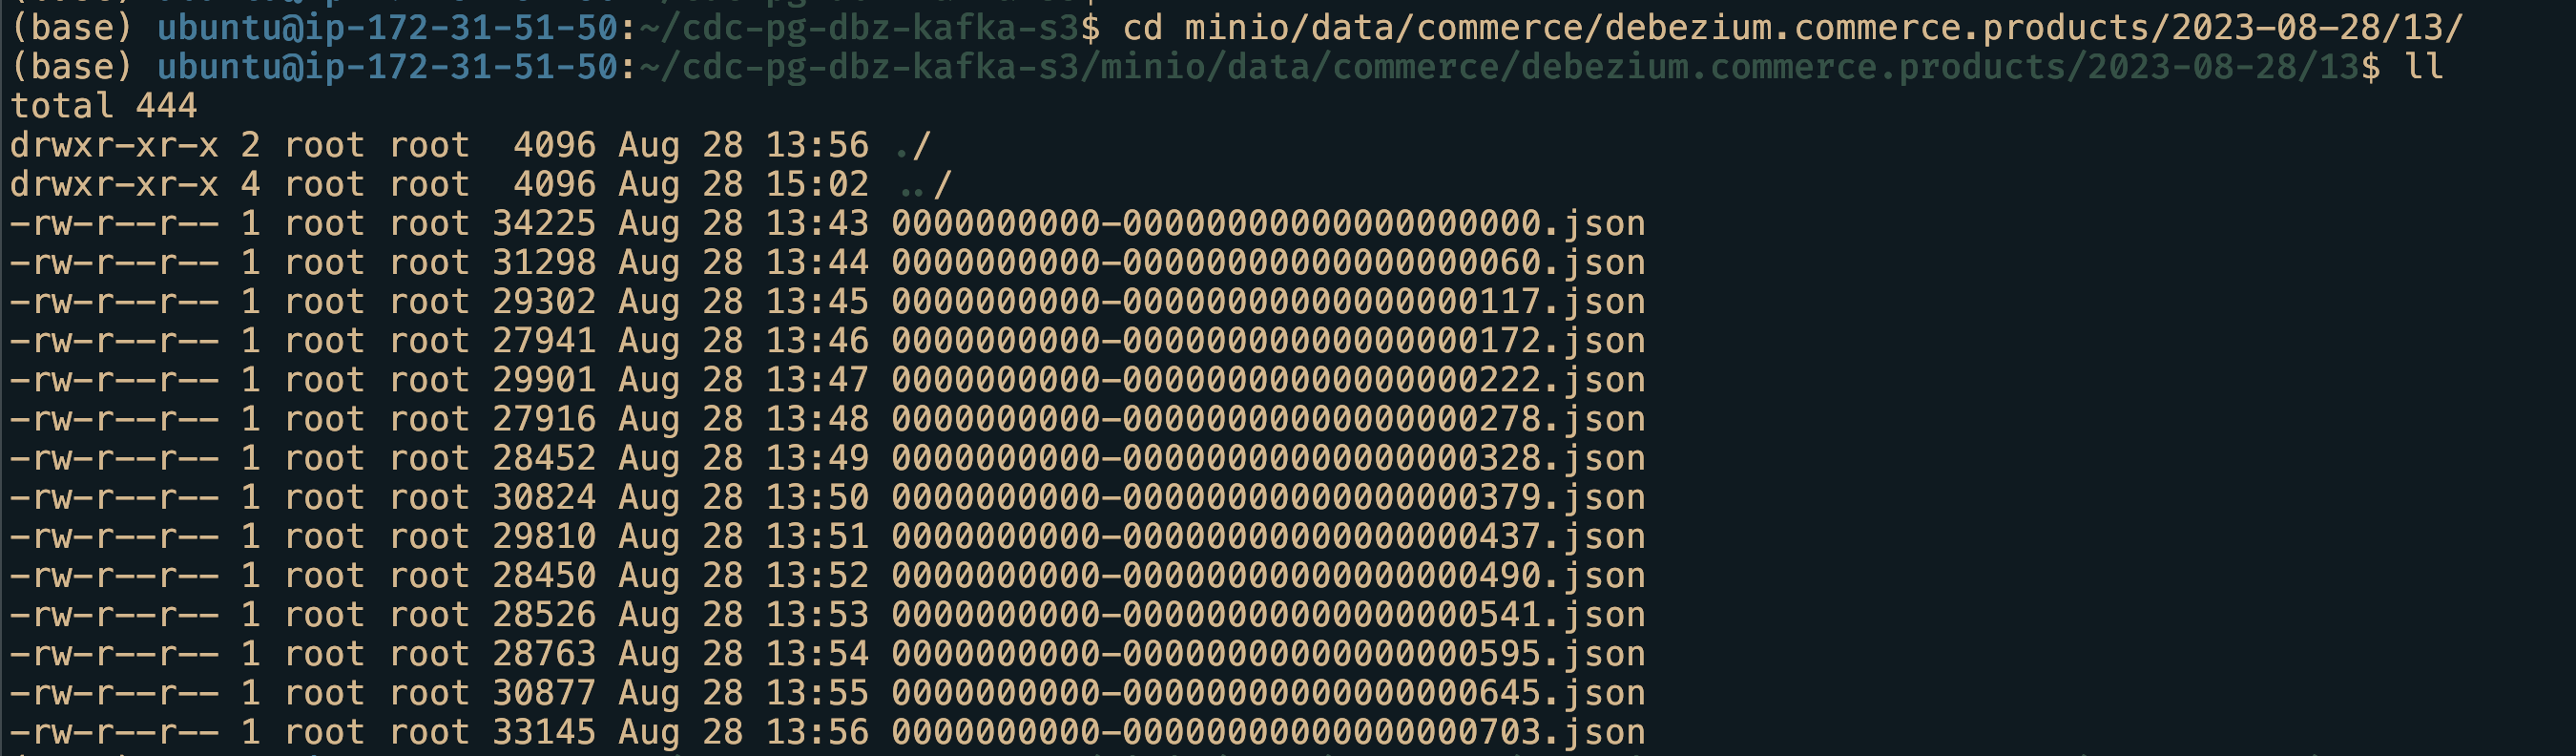 (base) ubuntu@ip-172-31-51-50:~/cdc-pg-dbz-kafka-s3$ cd minio/data/commerce/debezium.commerce.products/2023-08-28/13/
(base) ubuntu@ip-172-31-51-50:~/cdc-pg-dbz-kafka-s3/minio/data/commerce/debezium.commerce.products/2023-08-28/13$ ll
total 444
drwxr-xr-x 2 root root  4096 Aug 28 13:56 ./
drwxr-xr-x 4 root root  4096 Aug 28 15:02 ../
-rw-r--r-- 1 root root 34225 Aug 28 13:43 0000000000-00000000000000000000.json
-rw-r--r-- 1 root root 31298 Aug 28 13:44 0000000000-00000000000000000060.json
-rw-r--r-- 1 root root 29302 Aug 28 13:45 0000000000-00000000000000000117.json
-rw-r--r-- 1 root root 27941 Aug 28 13:46 0000000000-00000000000000000172.json
-rw-r--r-- 1 root root 29901 Aug 28 13:47 0000000000-00000000000000000222.json
-rw-r--r-- 1 root root 27916 Aug 28 13:48 0000000000-00000000000000000278.json
-rw-r--r-- 1 root root 28452 Aug 28 13:49 0000000000-00000000000000000328.json
-rw-r--r-- 1 root root 30824 Aug 28 13:50 0000000000-00000000000000000379.json
-rw-r--r-- 1 root root 29810 Aug 28 13:51 0000000000-00000000000000000437.json
-rw-r--r-- 1 root root 28450 Aug 28 13:52 0000000000-00000000000000000490.json
-rw-r--r-- 1 root root 28526 Aug 28 13:53 0000000000-00000000000000000541.json
-rw-r--r-- 1 root root 28763 Aug 28 13:54 0000000000-00000000000000000595.json
-rw-r--r-- 1 root root 30877 Aug 28 13:55 0000000000-00000000000000000645.json
-rw-r--r-- 1 root root 33145 Aug 28 13:56 0000000000-00000000000000000703.json